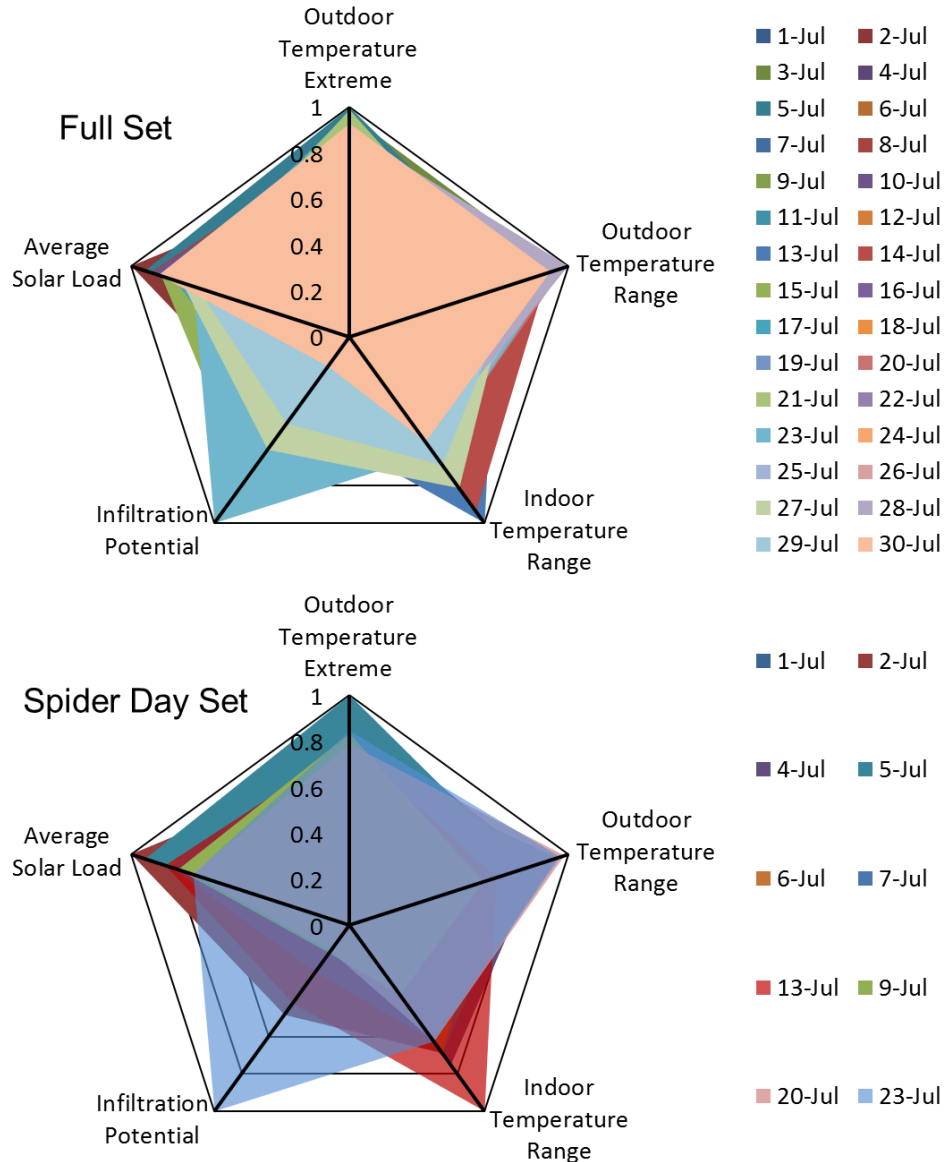 Outdoor
Temperature
Extreme
Full Set
1
0.8
0.6
0.4
0.2
0
Average
Solar Load
Outdoor
Temperature
Range
Infiltration
Potential
Indoor
Temperature
Range
1-Jul 2-Jul
3-Jul 4-Jul
5-Jul 6-Jul
7-Jul 8-Jul
9-Jul 10-Jul
11-Jul 12-Jul
13-Jul 14-Jul
15-Jul 16-Jul
17-Jul 18-Jul
19-Jul 20-Jul
21-Jul 22-Jul
23-Jul 24-Jul
25-Jul 26-Jul
27-Jul 28-Jul
29-Jul 30-Jul
Outdoor
Temperature
Extreme
Spider Day Set
1
0.8
0.6
0.4
0.2
0
Average
Solar Load
Outdoor
Temperature
Range
Infiltration
Potential
Indoor
Temperature
Range
1-Jul 2-Jul
4-Jul 5-Jul
6-Jul 7-Jul
13-Jul 9-Jul
20-Jul 23-Jul